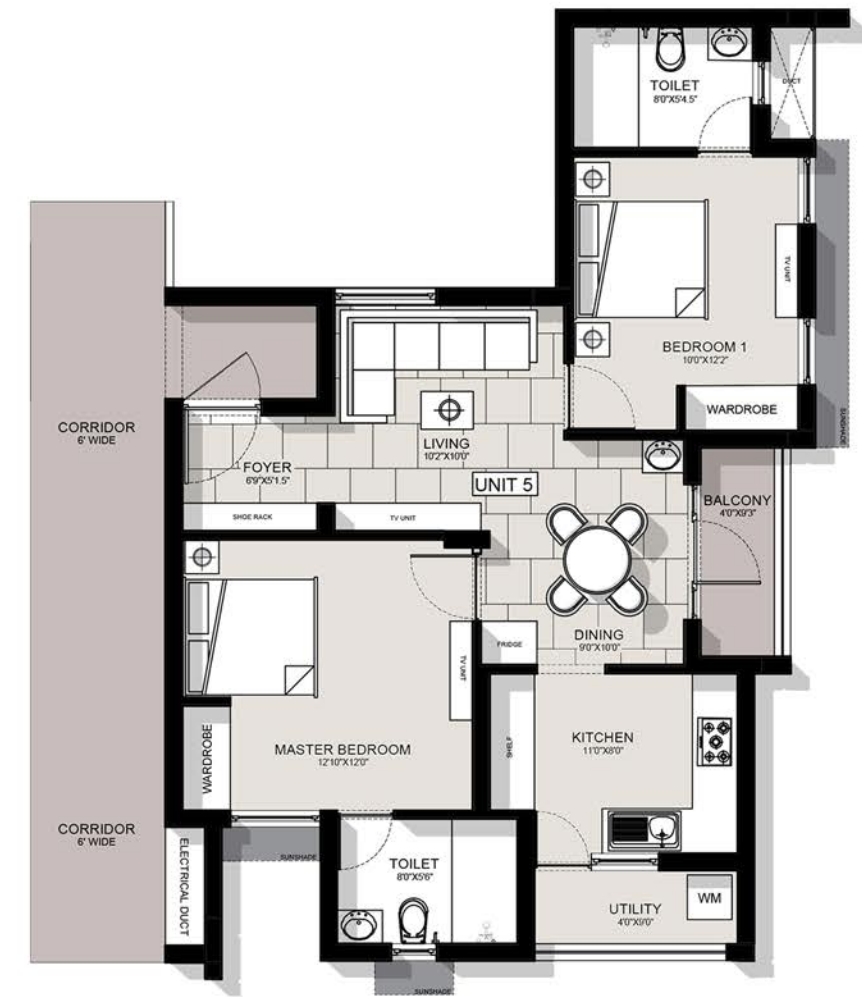 TOILET
8'0"X5'4.5"
DUCT
TV UNIT
BEDROOM 1
10'0"X12'2"
WARDROBE
SUNSHADE
CORRIDOR
6' WIDE
LIVING
10'2"X10'0"
FOYER
6'9"X5'1.5"
UNIT 5
BALCONY
4'0"X9'3"
SHOE RACK
TV UNIT
DINING
9'0"X10'0"
FRIDGE
TV UNIT
WARDROBE
MASTER BEDROOM
12'10"X12'0"
SHELF
KITCHEN
11'0"X8'0"
CORRIDOR
6' WIDE
ELECTRICAL DUCT
SUNSHADE
TOILET
8'0"X5'6"
UTILITY
4'0"X9'0"
WM
SUNSHADE